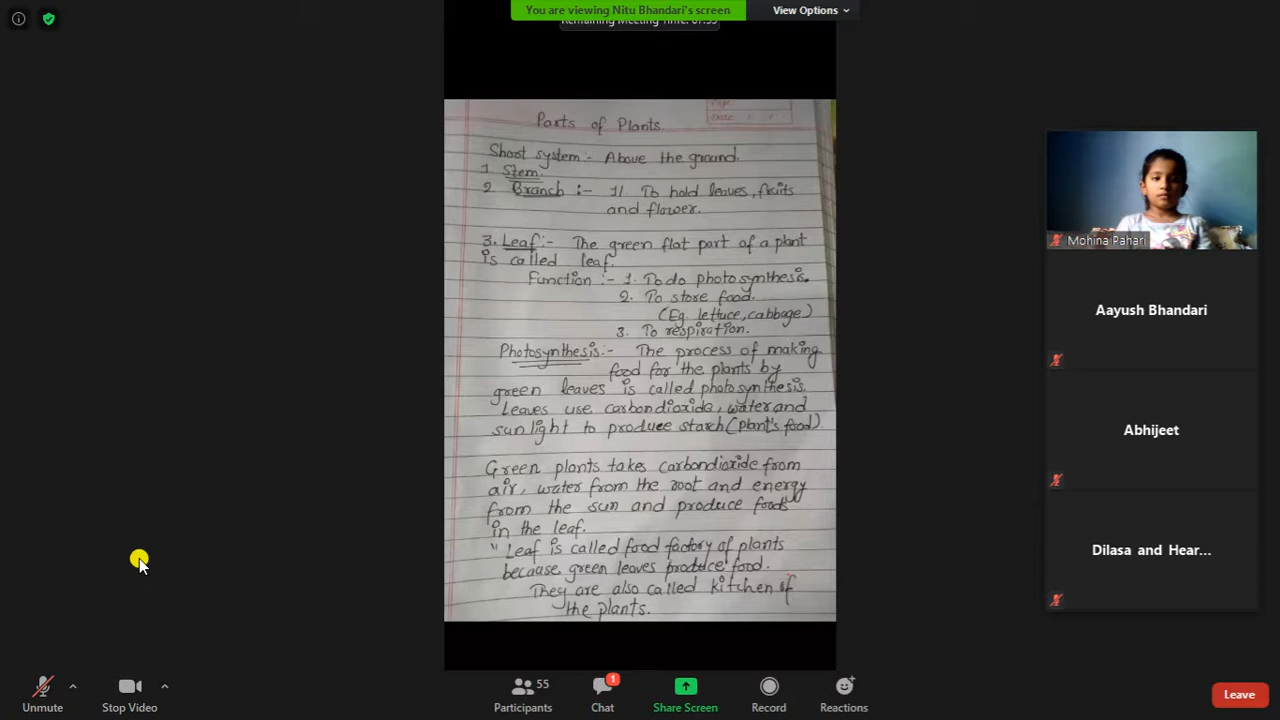 You are viewing Nitu Bhandari's screen
View Options
Remaining Meeting Time: 07:55
Date / /
Parts of Plants.
Shoot system :- Above the ground.
1 Stem.
2 Branch :- 1/ To hold leaves, fruits
and flower.
3. Leaf :- The green flat part of a plant
is called leaf.
Function :- 1. To do photosynthesis.
2. To store food.
(Eg. lettuce, cabbage)
3. To respiration.
Photosynthesis :- The process of making
food for the plants by
green leaves is called photosynthesis.
Leaves use carbondioxide, water and
sunlight to produce starch (plant's food)
Green plants takes carbondioxide from
air, water from the root and energy
from the sun and produce foods
in the leaf.
" Leaf is called food factory of plants
becaase green leaves produce food.
They are also called kitchen of
the plants.
Mohina Pahari
Aayush Bhandari
Abhijeet
Dilasa and Hear...
Unmute
Stop Video
55
Participants
1
Chat
Share Screen
Record
Reactions
Leave